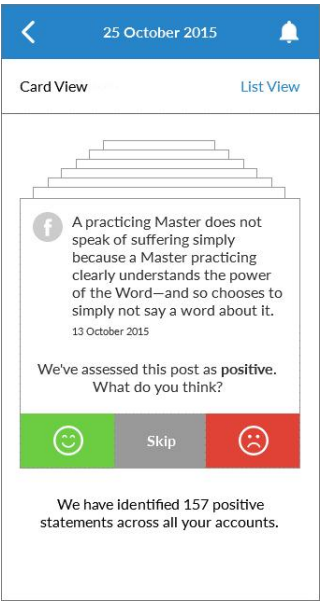 25 October 2015
Card View
List View
A practicing Master does not
speak of suffering simply
because a Master practicing
clearly understands the power
of the Word—and so chooses to
simply not say a word about it.
13 October 2015
We've assessed this post as positive.
What do you think?
Skip
We have identified 157 positive
statements across all your accounts.